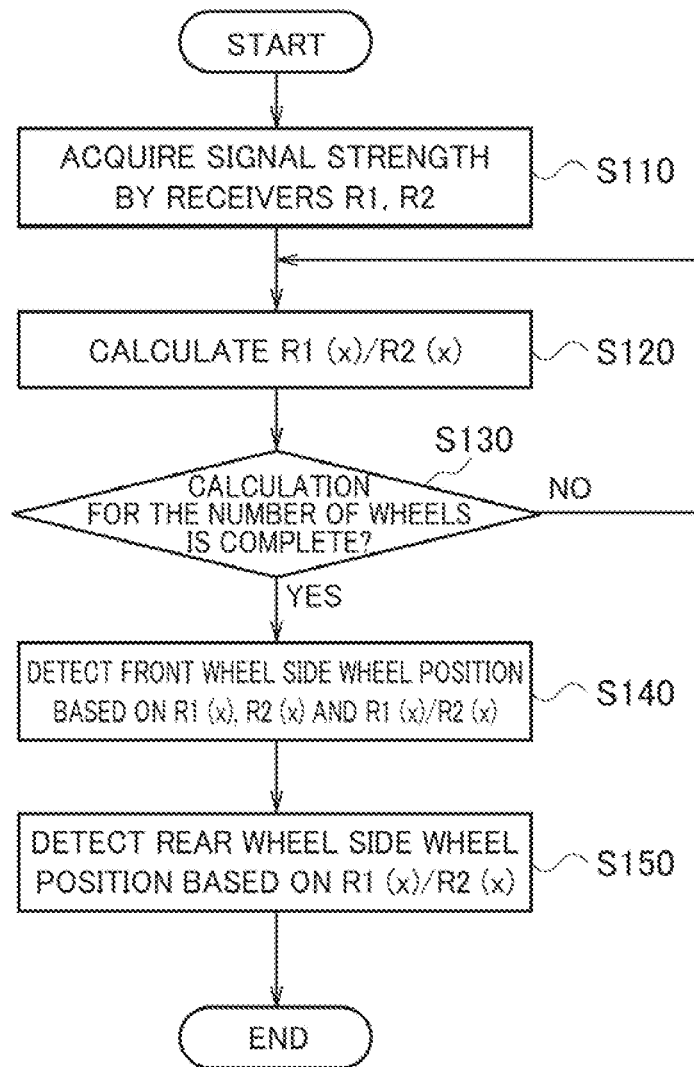 START
ACQUIRE SIGNAL STRENGTH
BY RECEIVERS R1, R2
S110
CALCULATE R1 (x)/R2 (x)
S120
S130
CALCULATION
FOR THE NUMBER OF WHEELS
IS COMPLETE?
NO
YES
DETECT FRONT WHEEL SIDE WHEEL POSITION
BASED ON R1 (x), R2 (x) AND R1 (x)/R2 (x)
S140
DETECT REAR WHEEL SIDE WHEEL
POSITION BASED ON R1 (x)/R2 (x)
S150
END